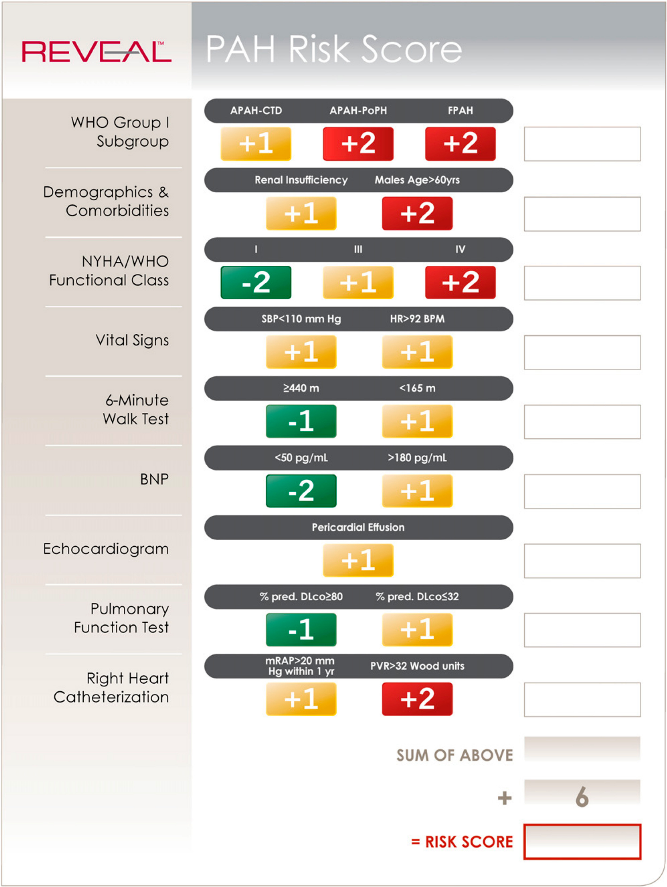 REVEAL™ PAH Risk Score
WHO Group I
Subgroup
APAH-CTD APAH-PoPH FPAH
+1 +2 +2
Demographics &
Comorbidities
Renal Insufficiency Males Age>60yrs
+1 +2
NYHA/WHO
Functional Class
I III IV
-2 +1 +2
Vital Signs
SBP<110 mm Hg HR>92 BPM
+1 +1
6-Minute
Walk Test
≥440 m <165 m
-1 +1
BNP
<50 pg/mL >180 pg/mL
-2 +1
Echocardiogram
Pericardial Effusion
+1
Pulmonary
Function Test
% pred. DLco≥80 % pred. DLco≤32
-1 +1
Right Heart
Catheterization
mRAP>20 mm
Hg within 1 yr PVR>32 Wood units
+1 +2
SUM OF ABOVE
+ 6
= RISK SCORE